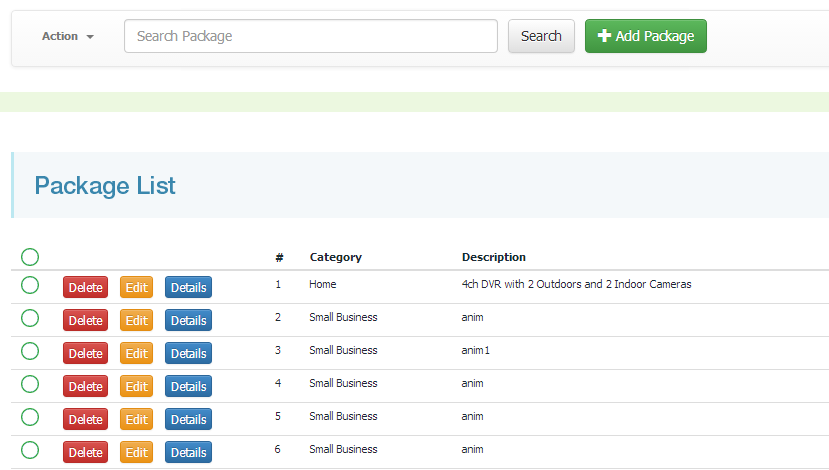 Action Search Package Search Add Package
Package List
# Category Description
Delete Edit Details 1 Home 4ch DVR with 2 Outdoors and 2 Indoor Cameras
Delete Edit Details 2 Small Business anim
Delete Edit Details 3 Small Business anim1
Delete Edit Details 4 Small Business anim
Delete Edit Details 5 Small Business anim
Delete Edit Details 6 Small Business anim